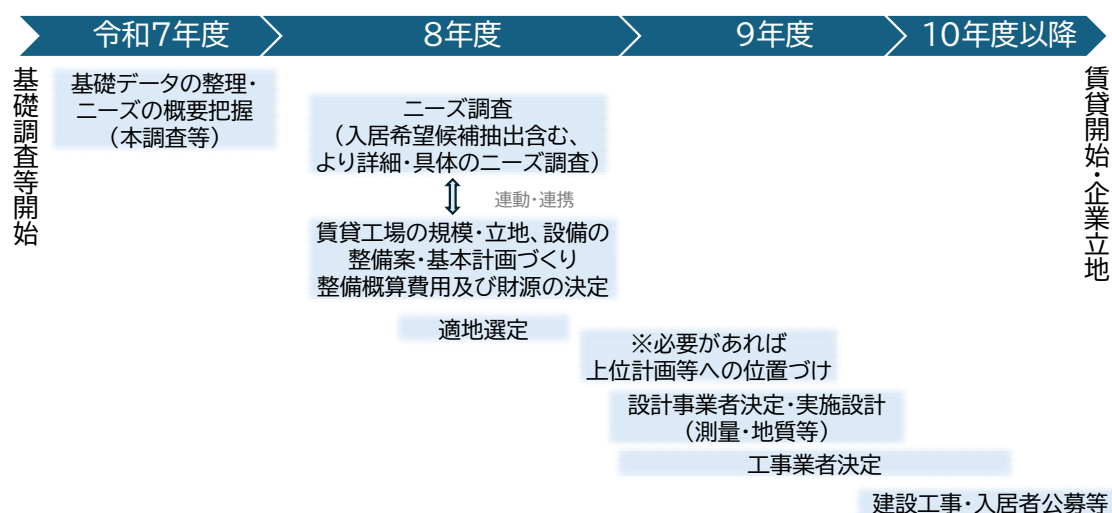 令和7年度
8年度
9年度
10年度以降
基礎調査等開始
基礎データの整理・
ニーズの概要把握
（本調査等）
ニーズ調査
（入居希望候補抽出含む、
より詳細・具体のニーズ調査）
連動・連携
賃貸工場の規模・立地、設備の
整備案・基本計画づくり
整備概算費用及び財源の決定
適地選定
※必要があれば
上位計画等への位置づけ
設計事業者決定・実施設計
（測量・地質等）
工事業者決定
建設工事・入居者公募等
賃貸開始・企業立地